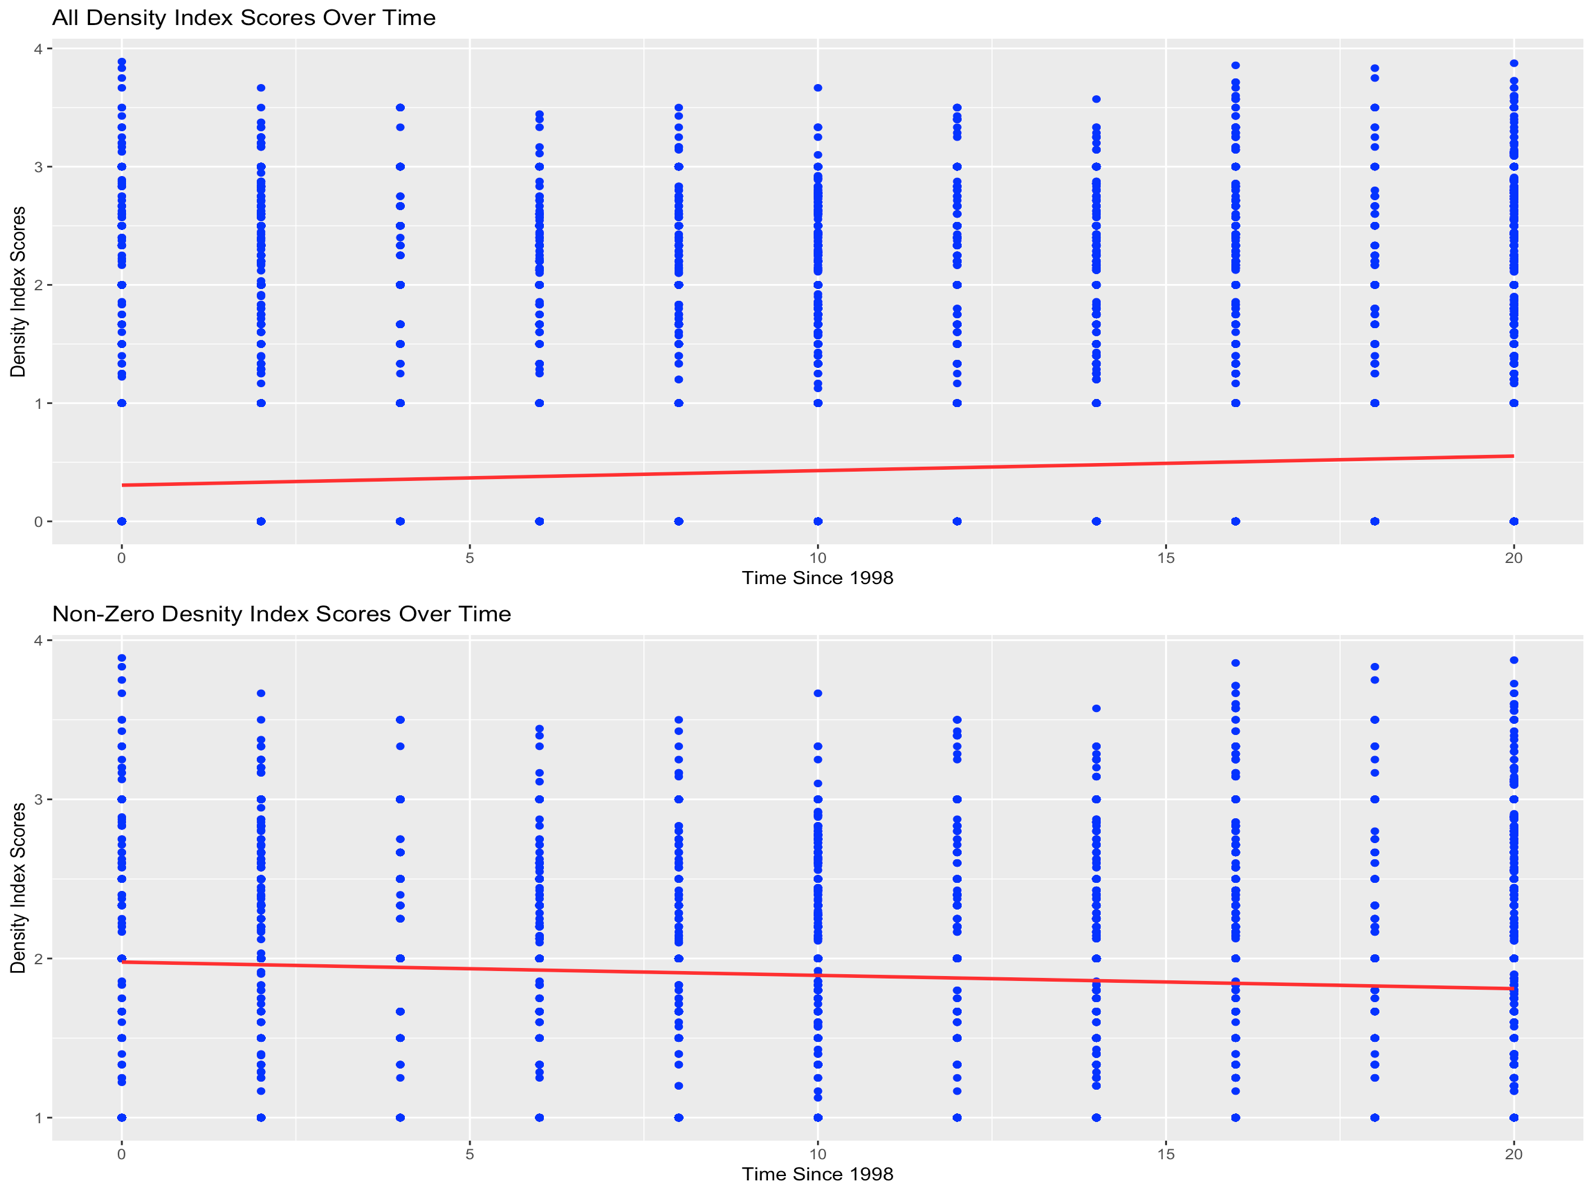 All Density Index Scores Over Time
Density Index Scores
4
3
2
1
0
0 5 10 15 20
Time Since 1998
Non-Zero Desnity Index Scores Over Time
Density Index Scores
4
3
2
1
0 5 10 15 20
Time Since 1998